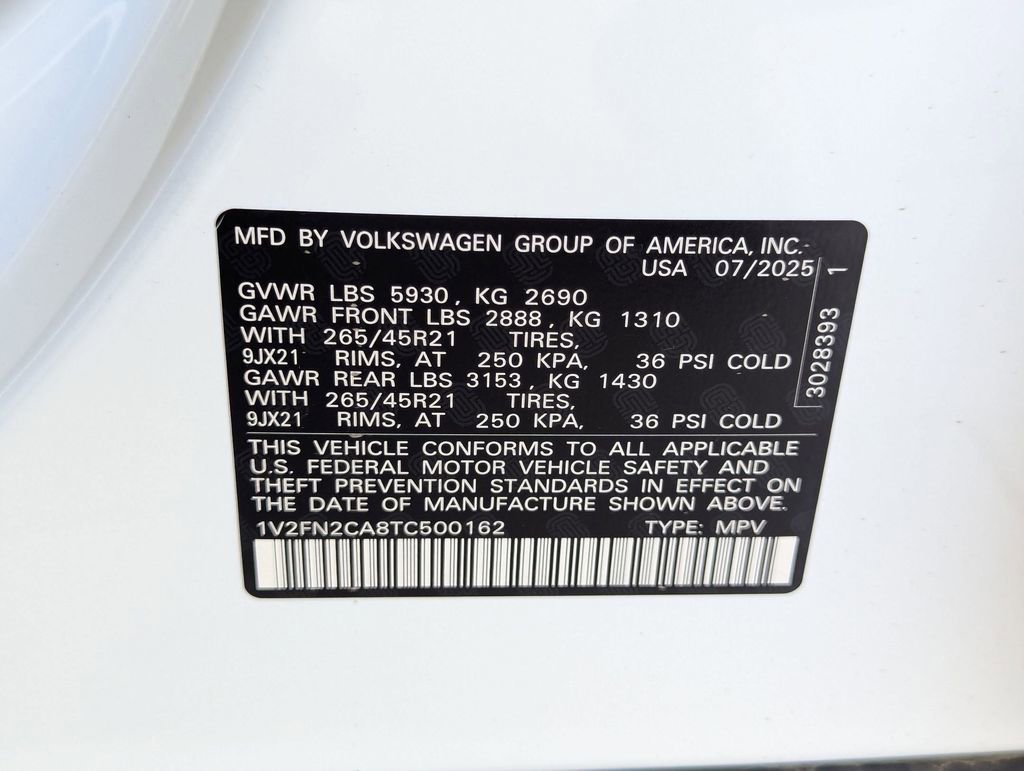 MFD BY VOLKSWAGEN GROUP OF AMERICA, INC.
USA 07/2025
GVWR LBS 5930, KG 2690
GAWR FRONT LBS 2888, KG 1310
WITH 265/45R21 TIRES,
9JX21 RIMS, AT 250 KPA, 36 PSI COLD
GAWR REAR LBS 3153, KG 1430
WITH 265/45R21 TIRES,
9JX21 RIMS, AT 250 KPA, 36 PSI COLD
3028393 1
THIS VEHICLE CONFORMS TO ALL APPLICABLE
U.S. FEDERAL MOTOR VEHICLE SAFETY AND
THEFT PREVENTION STANDARDS IN EFFECT ON
THE DATE OF MANUFACTURE SHOWN ABOVE.
1V2FN2CA8TC500162 TYPE: MPV